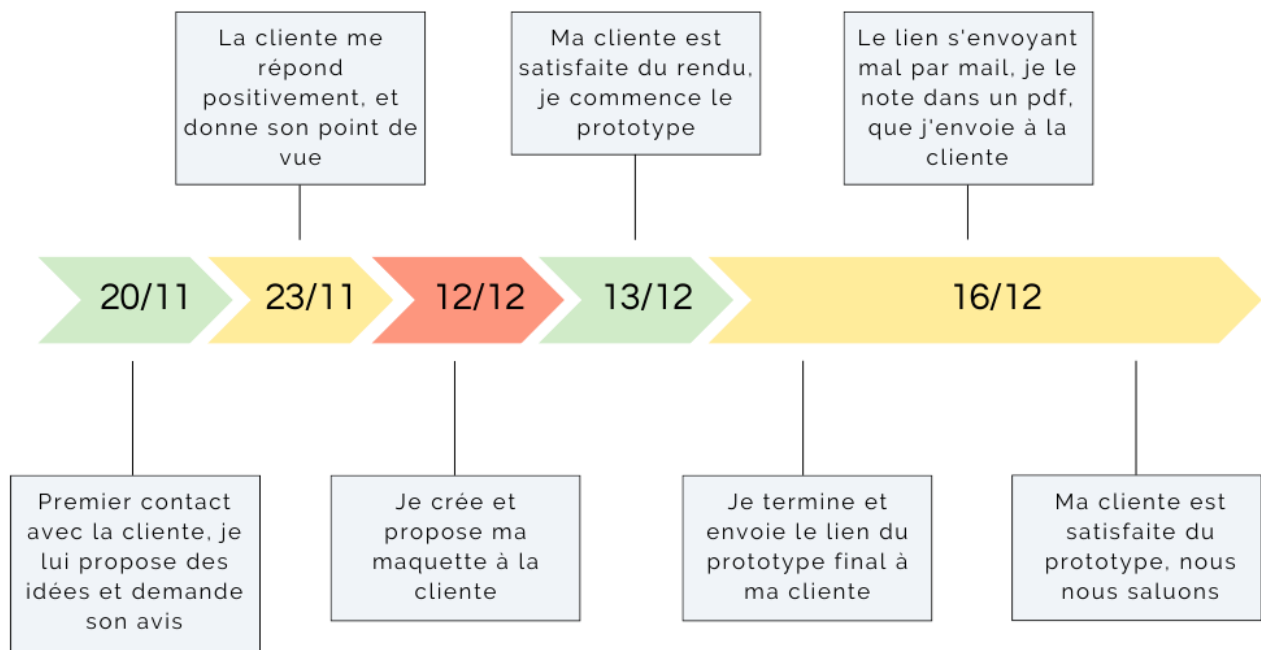 La cliente me
répond
positivement, et
donne son point de
vue
Ma cliente est
satisfaite du rendu,
je commence le
prototype
Le lien s'envoyant
mal par mail, je le
note dans un pdf,
que j'envoie à la
cliente
20/11
23/11
12/12
13/12
16/12
Premier contact
avec la cliente, je
lui propose des
idées et demande
son avis
Je crée et
propose ma
maquette à la
cliente
Je termine et
envoie le lien du
prototype final à
ma cliente
Ma cliente est
satisfaite du
prototype, nous
nous saluons